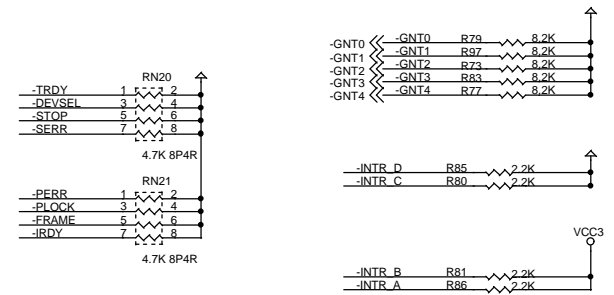 RN20
-TRDY 1 2
-DEVSEL 3 4
-STOP 5 6
-SERR 7 8
4.7K 8P4R
RN21
-PERR 1 2
-PLOCK 3 4
-FRAME 5 6
-IRDY 7 8
4.7K 8P4R
-GNT0 -GNT0 R79 8.2K
-GNT1 -GNT1 R97 8.2K
-GNT2 -GNT2 R73 8.2K
-GNT3 -GNT3 R83 8.2K
-GNT4 -GNT4 R77 8.2K
-INTR_D R85 2.2K
-INTR_C R80 2.2K
VCC3
-INTR_B R81 2.2K
-INTR_A R86 2.2K